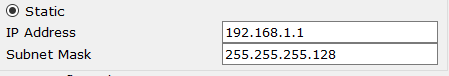 Static
IP Address 192.168.1.1
Subnet Mask 255.255.255.128